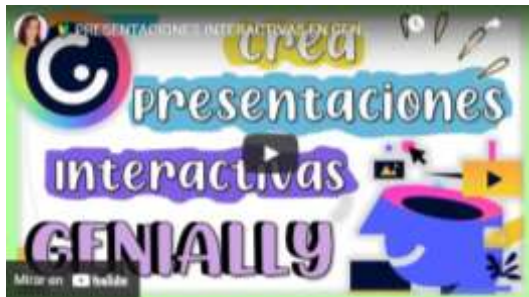 PRESENTACIONES INTERACTIVAS EN GEN
crea
presentaciones
interactivas
GENIALLY
Mirar en YouTube